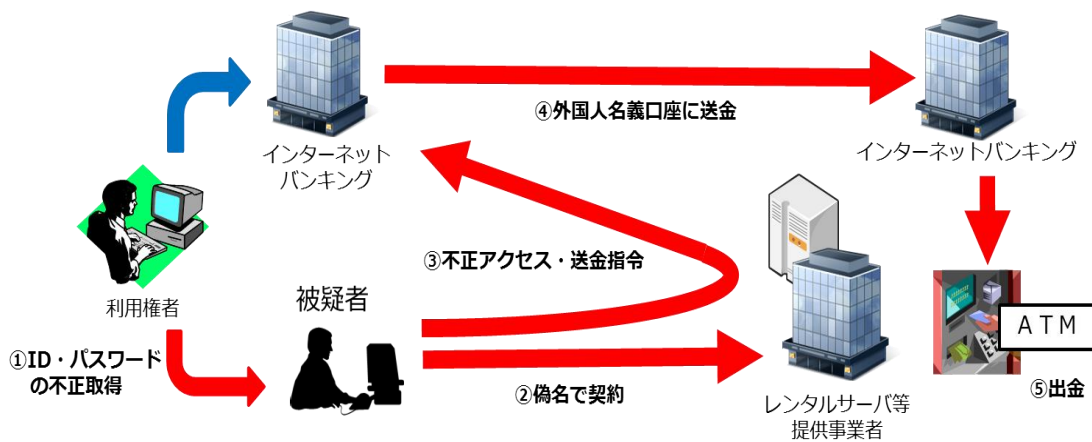 ④外国人名義口座に送金
インターネット
バンキング
インターネットバンキング
③不正アクセス・送金指令
利用権者
被疑者
①ID・パスワード
の不正取得
②偽名で契約
レンタルサーバ等
提供事業者
ATM
⑤出金